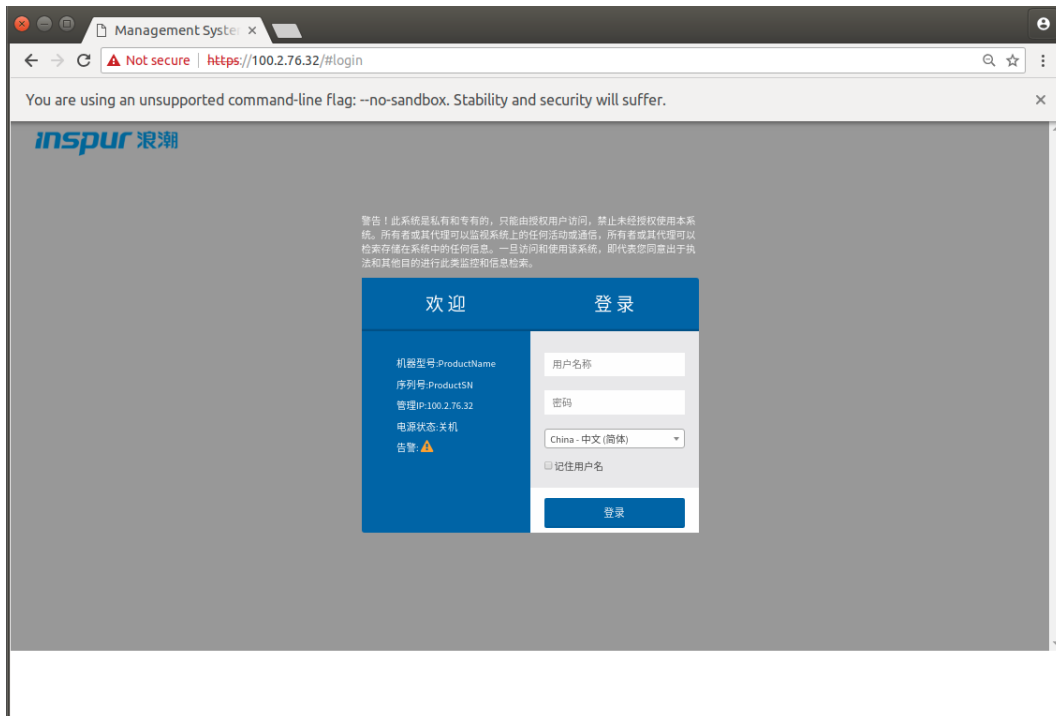 Management Syste
Not secure | https://100.2.76.32/#login
You are using an unsupported command-line flag: --no-sandbox. Stability and security will suffer.
inspur 浪潮
警告！此系统是私有和专有的，只能由授权用户访问，禁止未经授权使用本系
统。所有者或其代理可以监视系统上的任何活动或通信，所有者或其代理可以
检索存储在系统中的任何信息。一旦访问和使用该系统，即代表您同意出于执
法和其他目的进行此类监控和信息检索。
欢迎
机器型号:ProductName
序列号:ProductSN
管理IP:100.2.76.32
电源状态:关机
告警:
登录
用户名称
密码
China - 中文 (简体)
记住用户名
登录